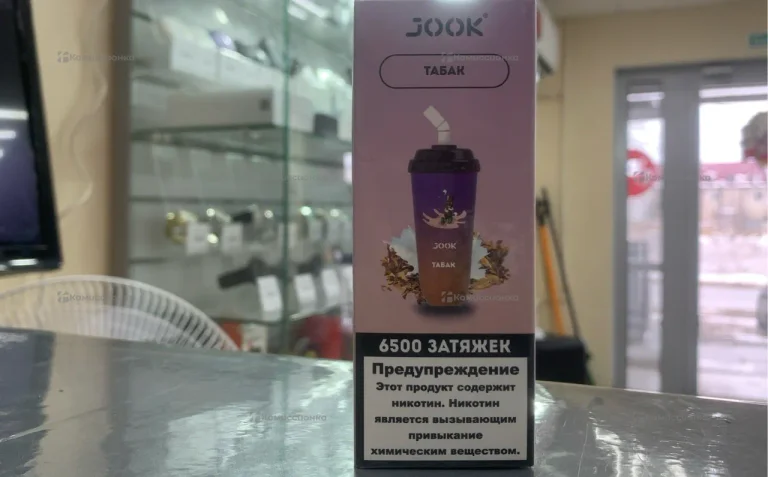 JOOK
ТАБАК
JOOK
ТАБАК
6500 ЗАТЯЖЕК
Предупреждение
Этот продукт содержит
никотин. Никотин
является вызывающим
привыкание
химическим веществом.